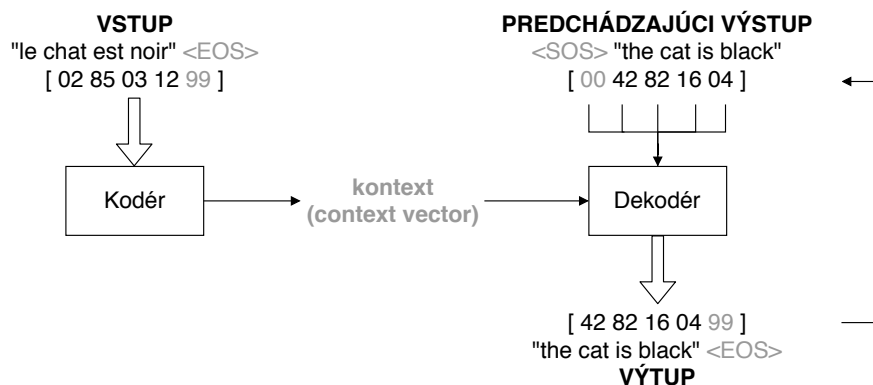 VSTUP
"le chat est noir" <EOS>
[ 02 85 03 12 99 ]
Kodér
kontext
(context vector)
PREDCHÁDZAJÚCI VÝSTUP
<SOS> "the cat is black"
[ 00 42 82 16 04 ]
Dekodér
[ 42 82 16 04 99 ]
"the cat is black" <EOS>
VÝTUP